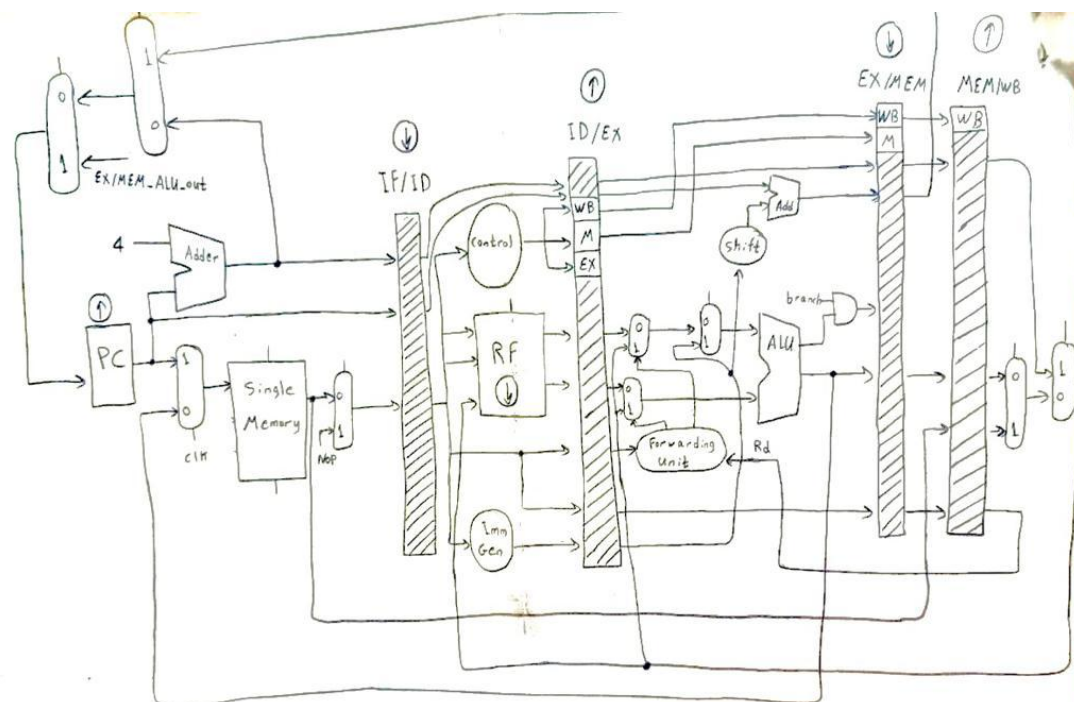 1
0
0
1
EX/MEM_ALU_out
4
Adder
PC
1
0
clk
Single
Memory
0
1
Nop
IF/ID
control
RF
Imm
Gen
ID/EX
WB
M
EX
0
1
0
1
0
1
Forwarding
Unit
Rd
shift
Add
branch
ALU
EX/MEM
WB
M
MEM/WB
WB
0
1
1
0